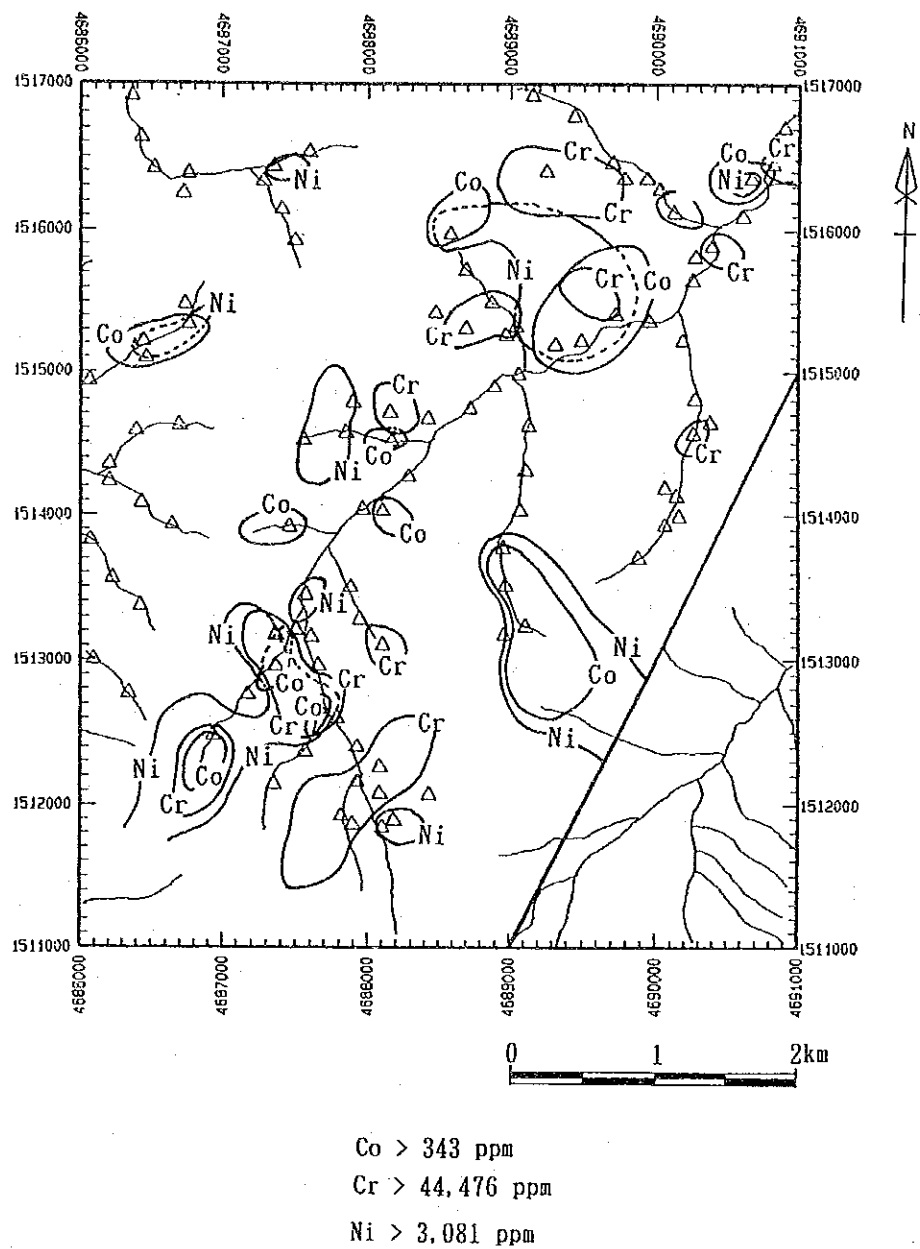 4686000 4687000 4688000 4689000 4690000 4691000
1517000 1517000
N
Co
Cr
Ni
Cr
Ni
Co
Cr
1516000 1516000
Ni
Cr
Ni
Cr
Co
Co
Cr
1515000 1515000
Cr
Co
Ni
Cr
Co
Co
1514000 1514000
Ni
Ni
Cr
Ni
1513000 1513000
Co
Cr
Co
Co
Cr
Cr
Ni
Ni
Ni
Co
1512000 1512000
Cr
Ni
1511000 1511000
4686000 4687000 4688000 4689000 4690000 4691000
0 1 2km
Co > 343 ppm
Cr > 44,476 ppm
Ni > 3,081 ppm